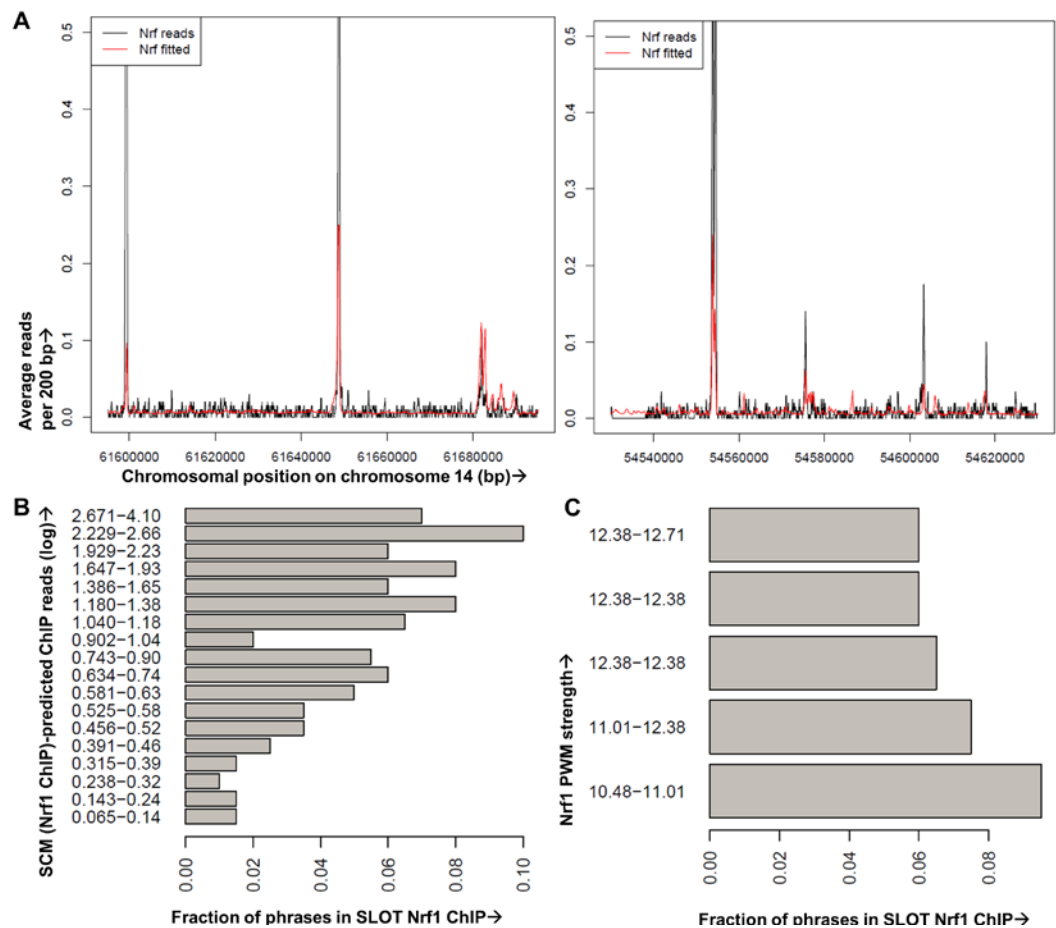 A
Nrf reads
Nrf fitted
0.5
0.4
0.3
0.2
0.1
0.0
Average reads
per 200 bp→
61600000 61620000 61640000 61660000 61680000
Chromosomal position on chromosome 14 (bp)→
Nrf reads
Nrf fitted
0.5
0.4
0.3
0.2
0.1
0.0
54540000 54560000 54580000 54600000 54620000
B
SCM (Nrf1 ChIP)-predicted ChIP reads (log)→
2.671−4.10
2.229−2.66
1.929−2.23
1.647−1.93
1.386−1.65
1.180−1.38
1.040−1.18
0.902−1.04
0.743−0.90
0.634−0.74
0.581−0.63
0.525−0.58
0.456−0.52
0.391−0.46
0.315−0.39
0.238−0.32
0.143−0.24
0.065−0.14
0.00 0.02 0.04 0.06 0.08 0.10
Fraction of phrases in SLOT Nrf1 ChIP→
C
Nrf1 PWM strength→
12.38−12.71
12.38−12.38
12.38−12.38
11.01−12.38
10.48−11.01
0.00 0.02 0.04 0.06 0.08
Fraction of phrases in SLOT Nrf1 ChIP→